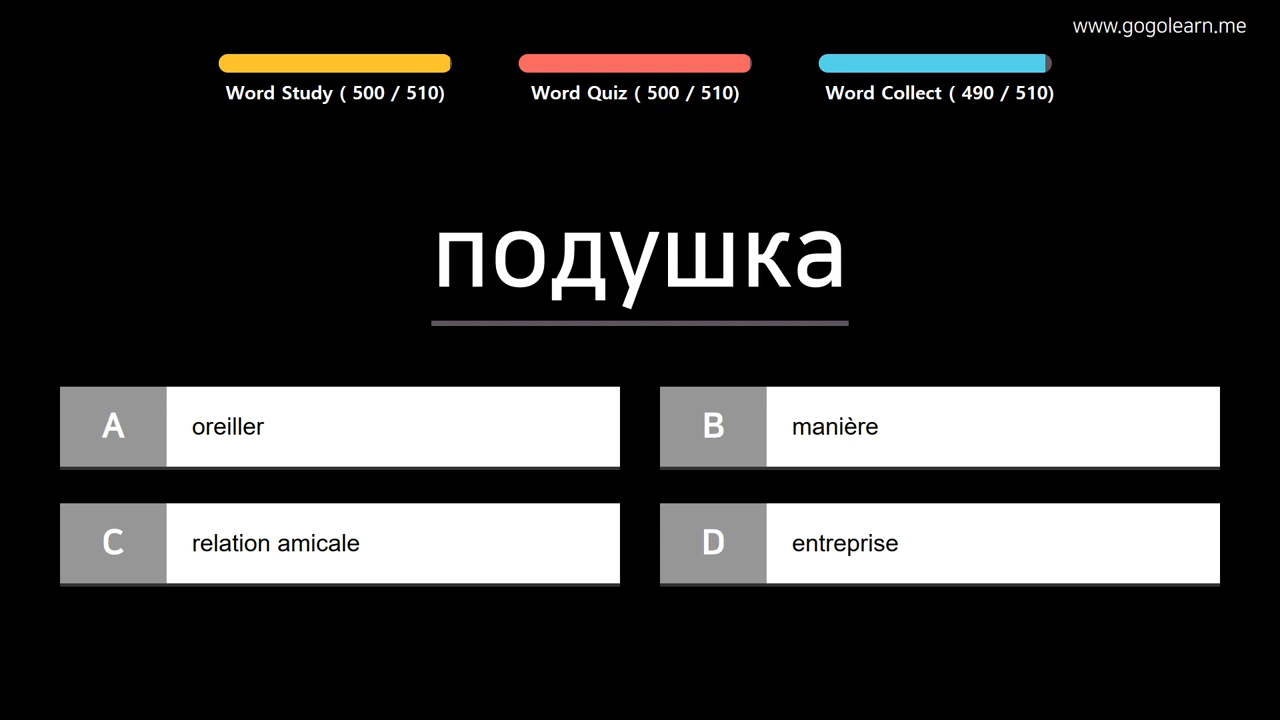 www.gogolearn.me
Word Study ( 500 / 510)
Word Quiz ( 500 / 510)
Word Collect ( 490 / 510)
подушка
A oreiller
B manière
C relation amicale
D entreprise